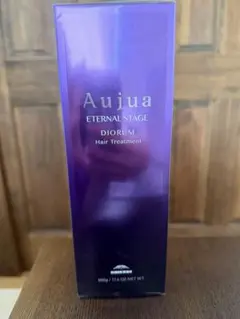 Aujua
ETERNAL STAGE
DIORUM
Hair Treatment